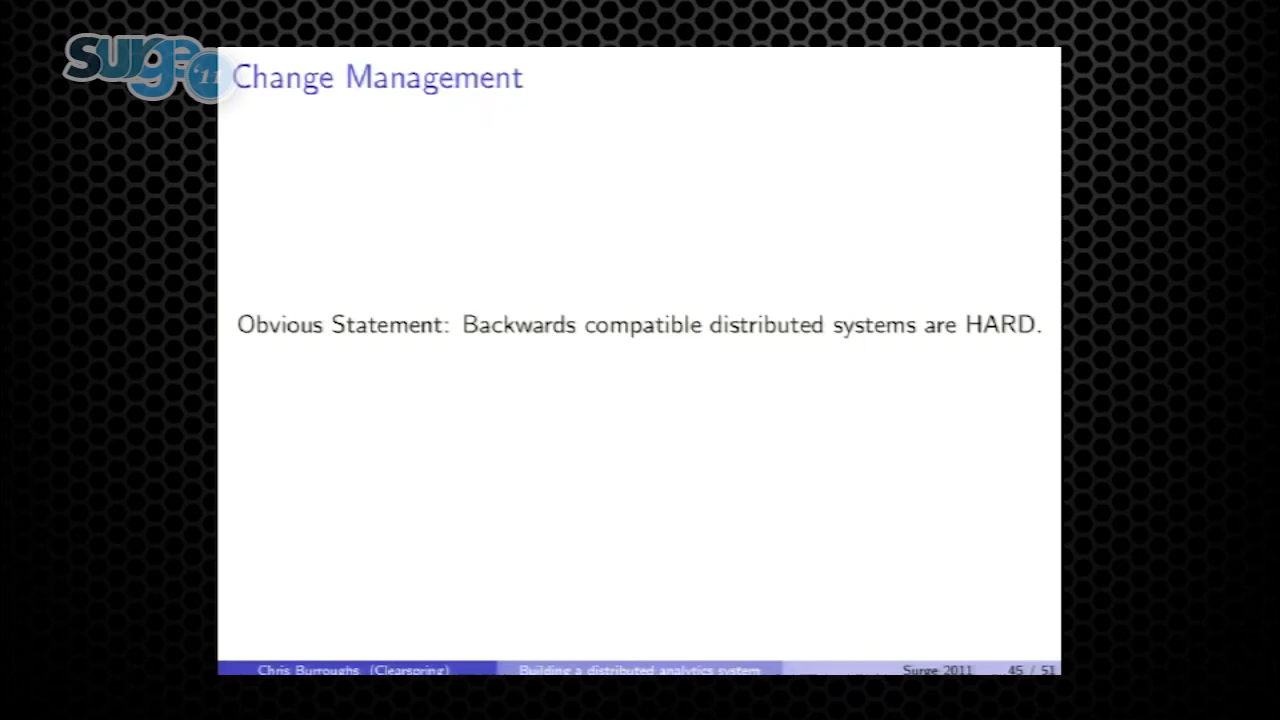 surge '11
Change Management
Obvious Statement: Backwards compatible distributed systems are HARD.
Chris Burroughs (Clearspring) Building a distributed analytics system Surge 2011 45 / 51